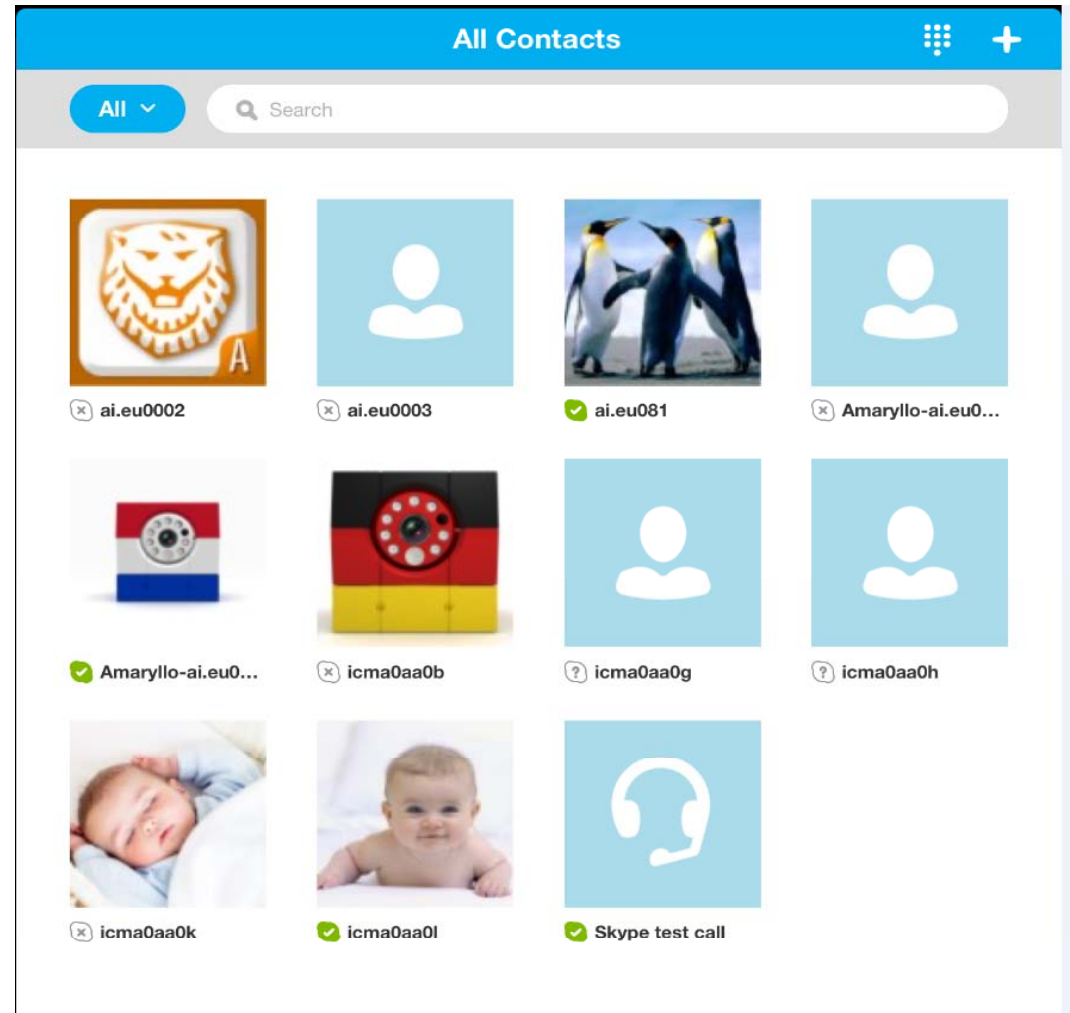 All Contacts
All
Search
A
ai.eu0002
ai.eu0003
ai.eu081
Amaryllo-ai.eu0...
Amaryllo-ai.eu0...
icma0aa0b
icma0aa0g
icma0aa0h
icma0aa0k
icma0aa0l
Skype test call